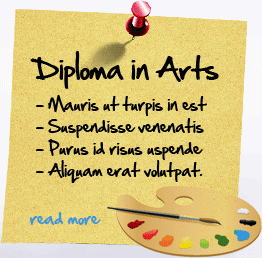 Diploma in Arts
- Mauris ut turpis in est
- Suspendisse venenatis
- Purus id risus uspende
- Aliquam erat volutpat.
read more